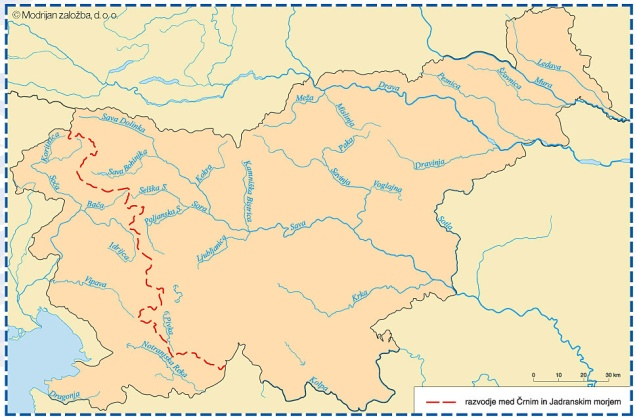 © Modrijan založba, d. o. o.
Ledava
Ščavnica
Mura
Pesnica
Drava
Meža
Mislinja
Paka
Dravinja
Savinja
Voglajna
Sotla
Sava Dolinka
Koritnica
Soča
Sava Bohinjka
Kokra
Kamniška Bistrica
Selška S.
Bača
Poljanska S.
Sora
Sava
Idrijca
Ljubljanica
Vipava
Krka
Pivka
Notranjska Reka
Kolpa
Dragonja
0 10 20 30 km
razvodje med Črnim in Jadranskim morjem